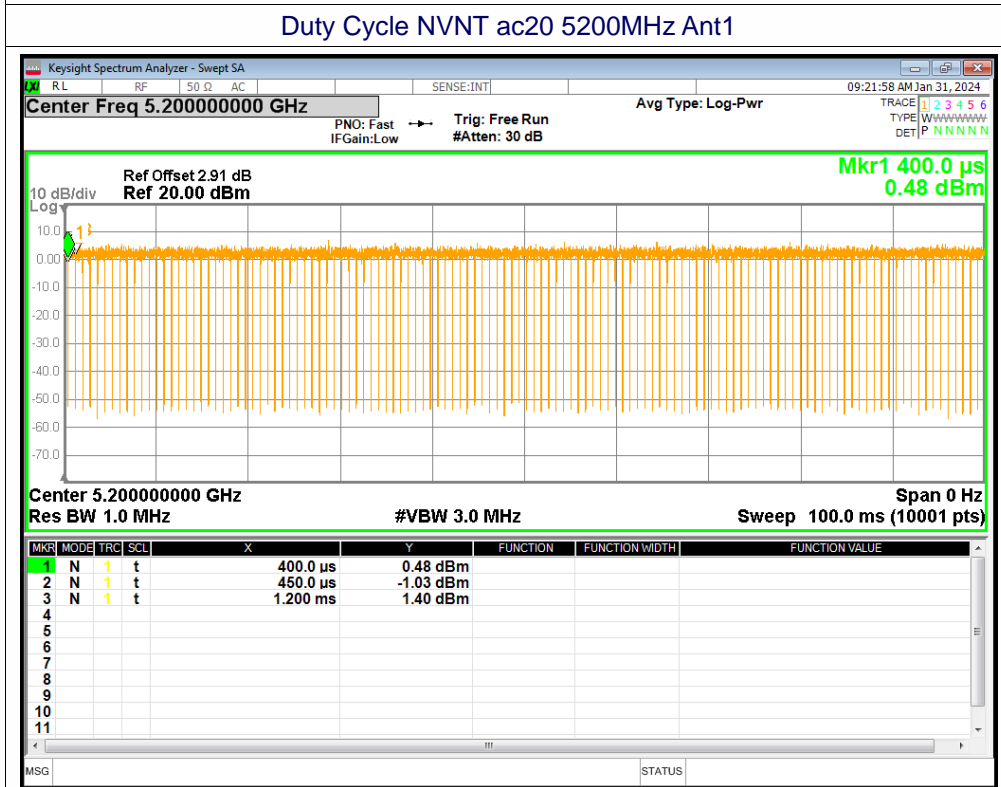 Duty Cycle NVNT ac20 5200MHz Ant1
Keysight Spectrum Analyzer - Swept SA
LXI RL RF 50 Ω AC SENSE:INT 09:21:58 AM Jan 31, 2024
Center Freq 5.200000000 GHz Avg Type: Log-Pwr TRACE 1 2 3 4 5 6
PNO: Fast Trig: Free Run TYPE WWWWWW
IFGain:Low #Atten: 30 dB DET P N N N N N
Mkr1 400.0 µs
Ref Offset 2.91 dB 0.48 dBm
10 dB/div Ref 20.00 dBm
Log
1 3
10.0
0.00
-10.0
-20.0
-30.0
-40.0
-50.0
-60.0
-70.0
Center 5.200000000 GHz Span 0 Hz
Res BW 1.0 MHz #VBW 3.0 MHz Sweep 100.0 ms (10001 pts)
MKR MODE TRC SCL X Y FUNCTION FUNCTION WIDTH FUNCTION VALUE
1 N 1 t 400.0 µs 0.48 dBm
2 N 1 t 450.0 µs -1.03 dBm
3 N 1 t 1.200 ms 1.40 dBm
4
5
6
7
8
9
10
11
MSG STATUS